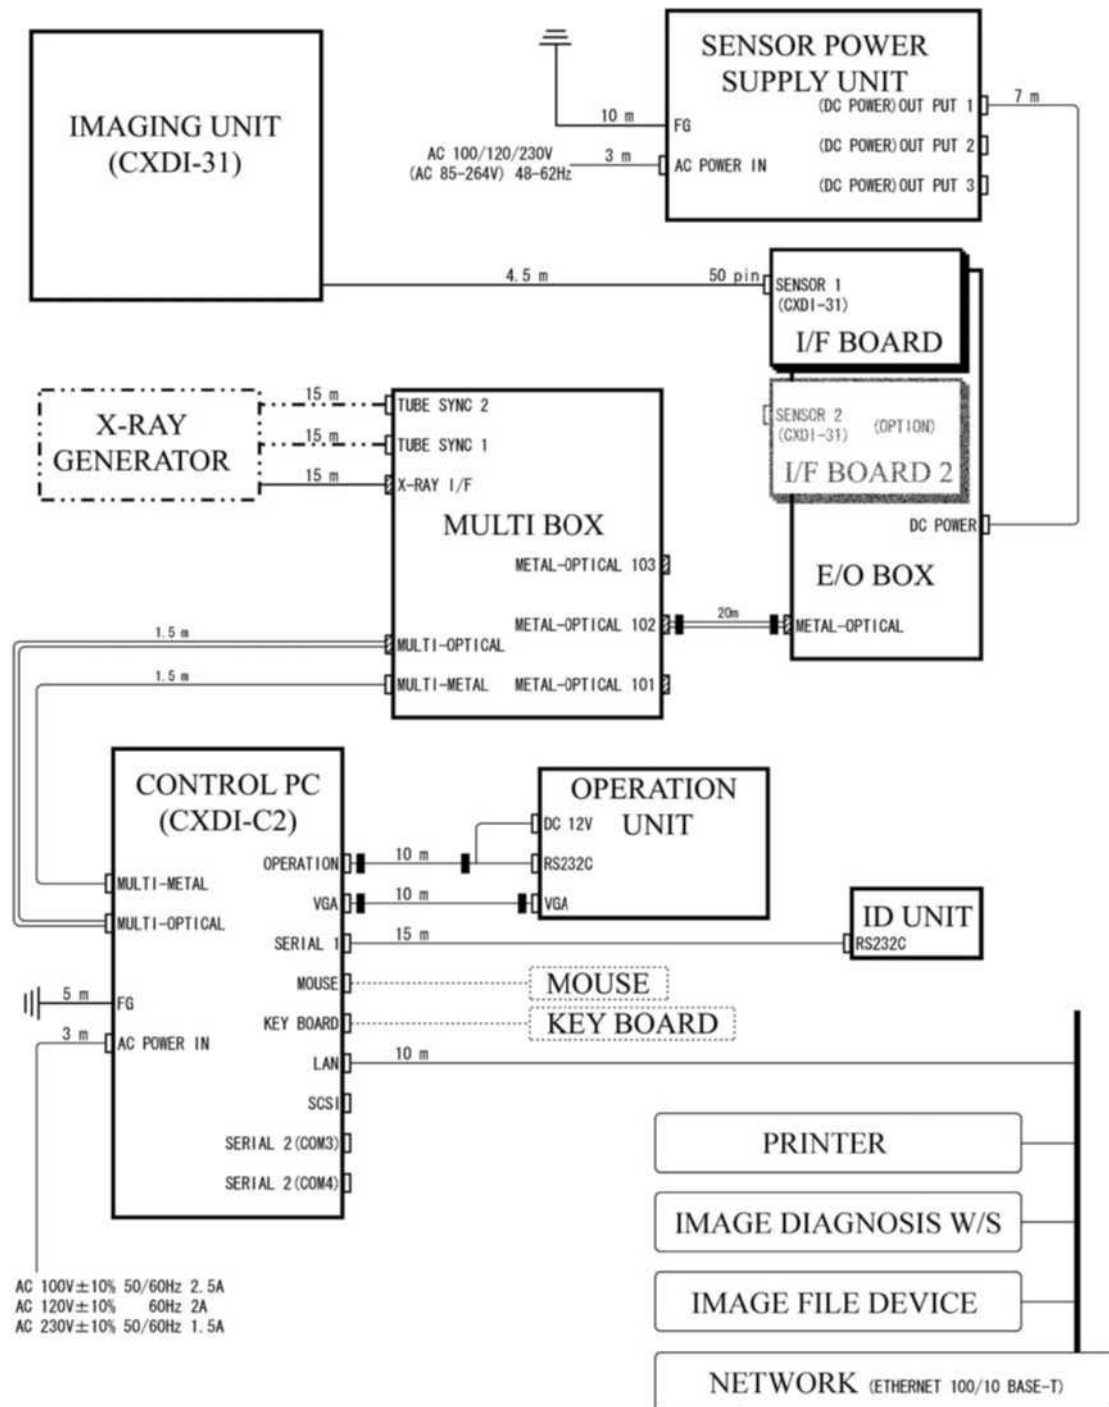 SENSOR POWER
SUPPLY UNIT
(DC POWER) OUT PUT 1
7 m
10 m
FG
(DC POWER) OUT PUT 2
AC 100/120/230V
(AC 85-264V) 48-62Hz
3 m
AC POWER IN
(DC POWER) OUT PUT 3
IMAGING UNIT
(CXDI-31)
4.5 m
50 pin
SENSOR 1
(CXDI-31)
I/F BOARD
SENSOR 2
(CXDI-31)
(OPTION)
I/F BOARD 2
DC POWER
E/O BOX
METAL-OPTICAL
X-RAY
GENERATOR
15 m
TUBE SYNC 2
15 m
TUBE SYNC 1
15 m
X-RAY I/F
MULTI BOX
METAL-OPTICAL 103
METAL-OPTICAL 102
20m
1.5 m
MULTI-OPTICAL
1.5 m
MULTI-METAL
METAL-OPTICAL 101
CONTROL PC
(CXDI-C2)
OPERATION
10 m
MULTI-METAL
VGA
10 m
MULTI-OPTICAL
SERIAL 1
15 m
MOUSE
5 m
FG
KEY BOARD
3 m
AC POWER IN
LAN
10 m
SCSI
SERIAL 2(COM3)
SERIAL 2(COM4)
OPERATION
UNIT
DC 12V
RS232C
VGA
ID UNIT
RS232C
MOUSE
KEY BOARD
PRINTER
IMAGE DIAGNOSIS W/S
IMAGE FILE DEVICE
NETWORK (ETHERNET 100/10 BASE-T)
AC 100V±10% 50/60Hz 2.5A
AC 120V±10% 60Hz 2A
AC 230V±10% 50/60Hz 1.5A